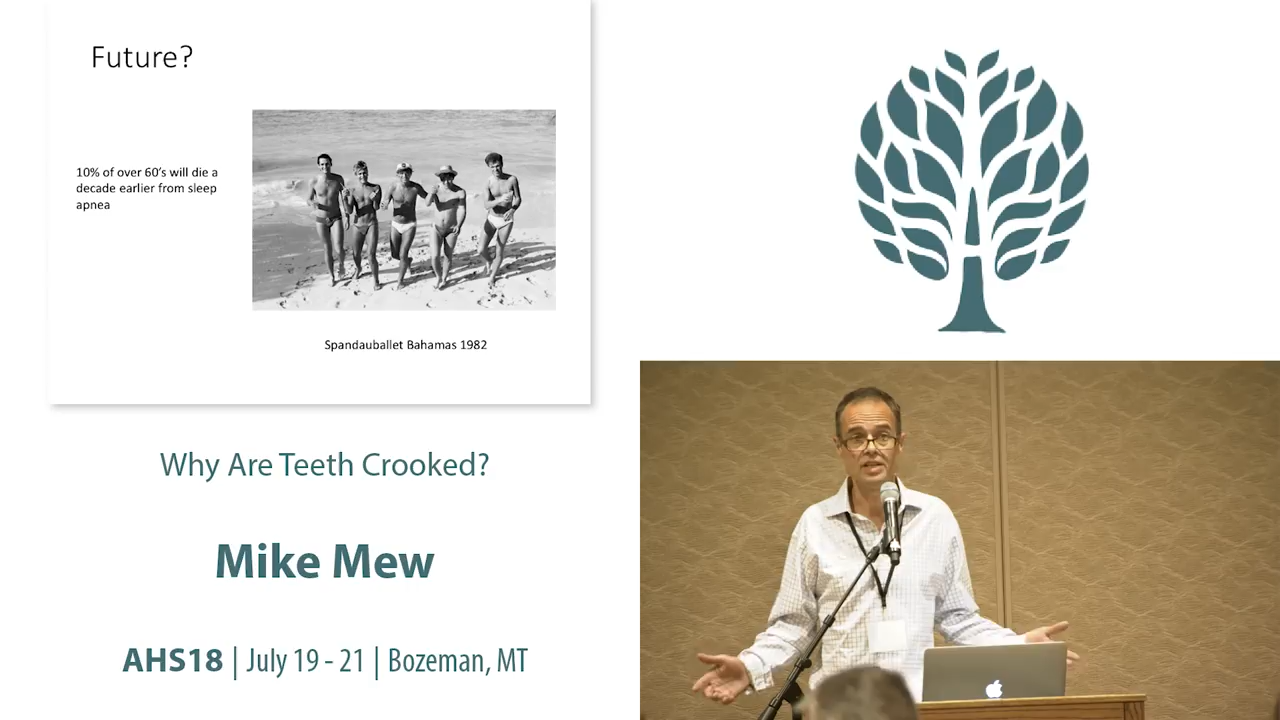 Future?
10% of over 60's will die a
decade earlier from sleep
apnea
Spandauballet Bahamas 1982
Why Are Teeth Crooked?
Mike Mew
AHS18 | July 19 - 21 | Bozeman, MT